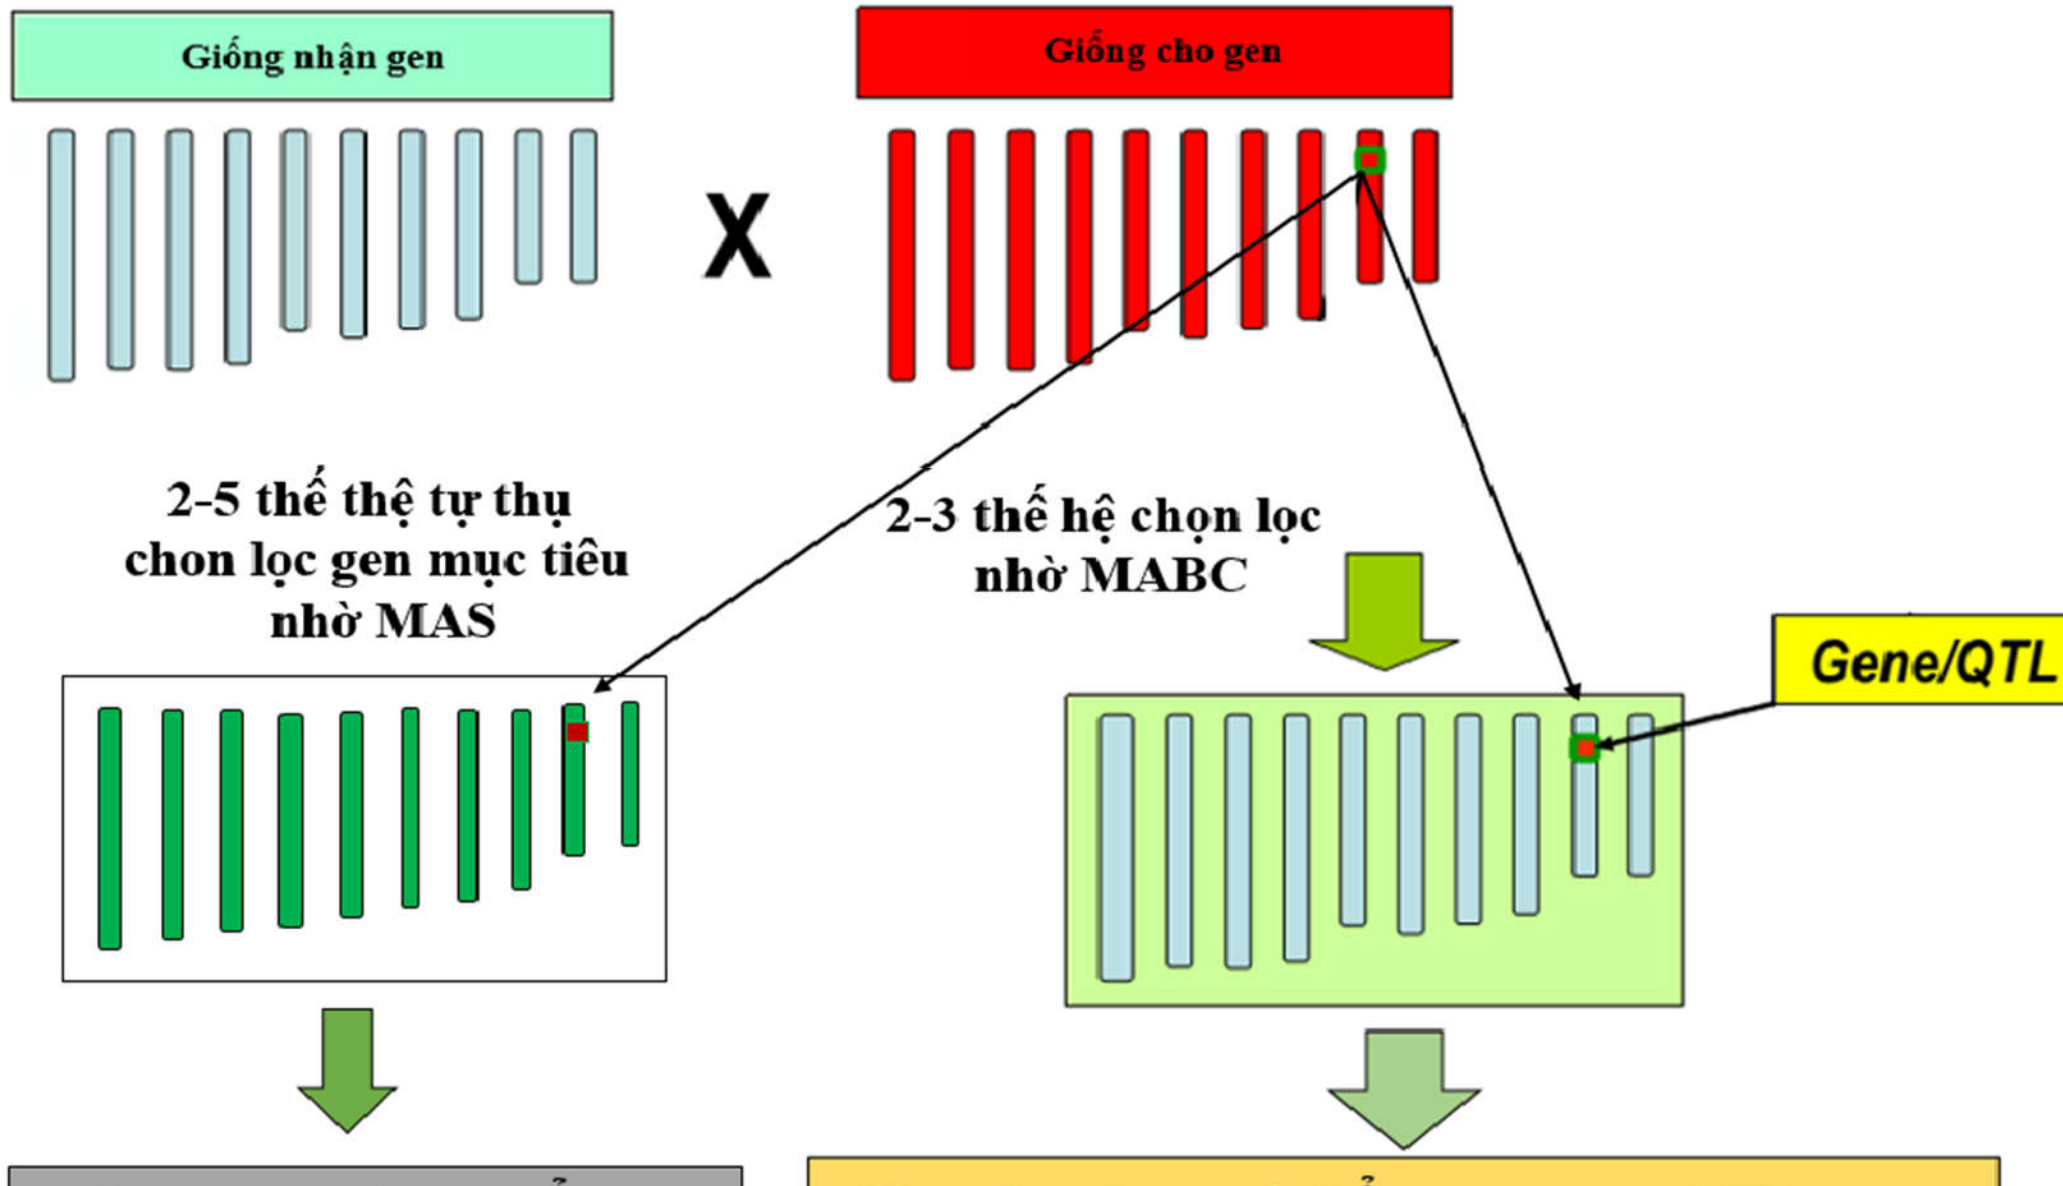 Giống nhận gen
Giống cho gen
X
2-5 thế thệ tự thụ
chon lọc gen mục tiêu
nhờ MAS
2-3 thế hệ chọn lọc
nhờ MABC
Gene/QTL